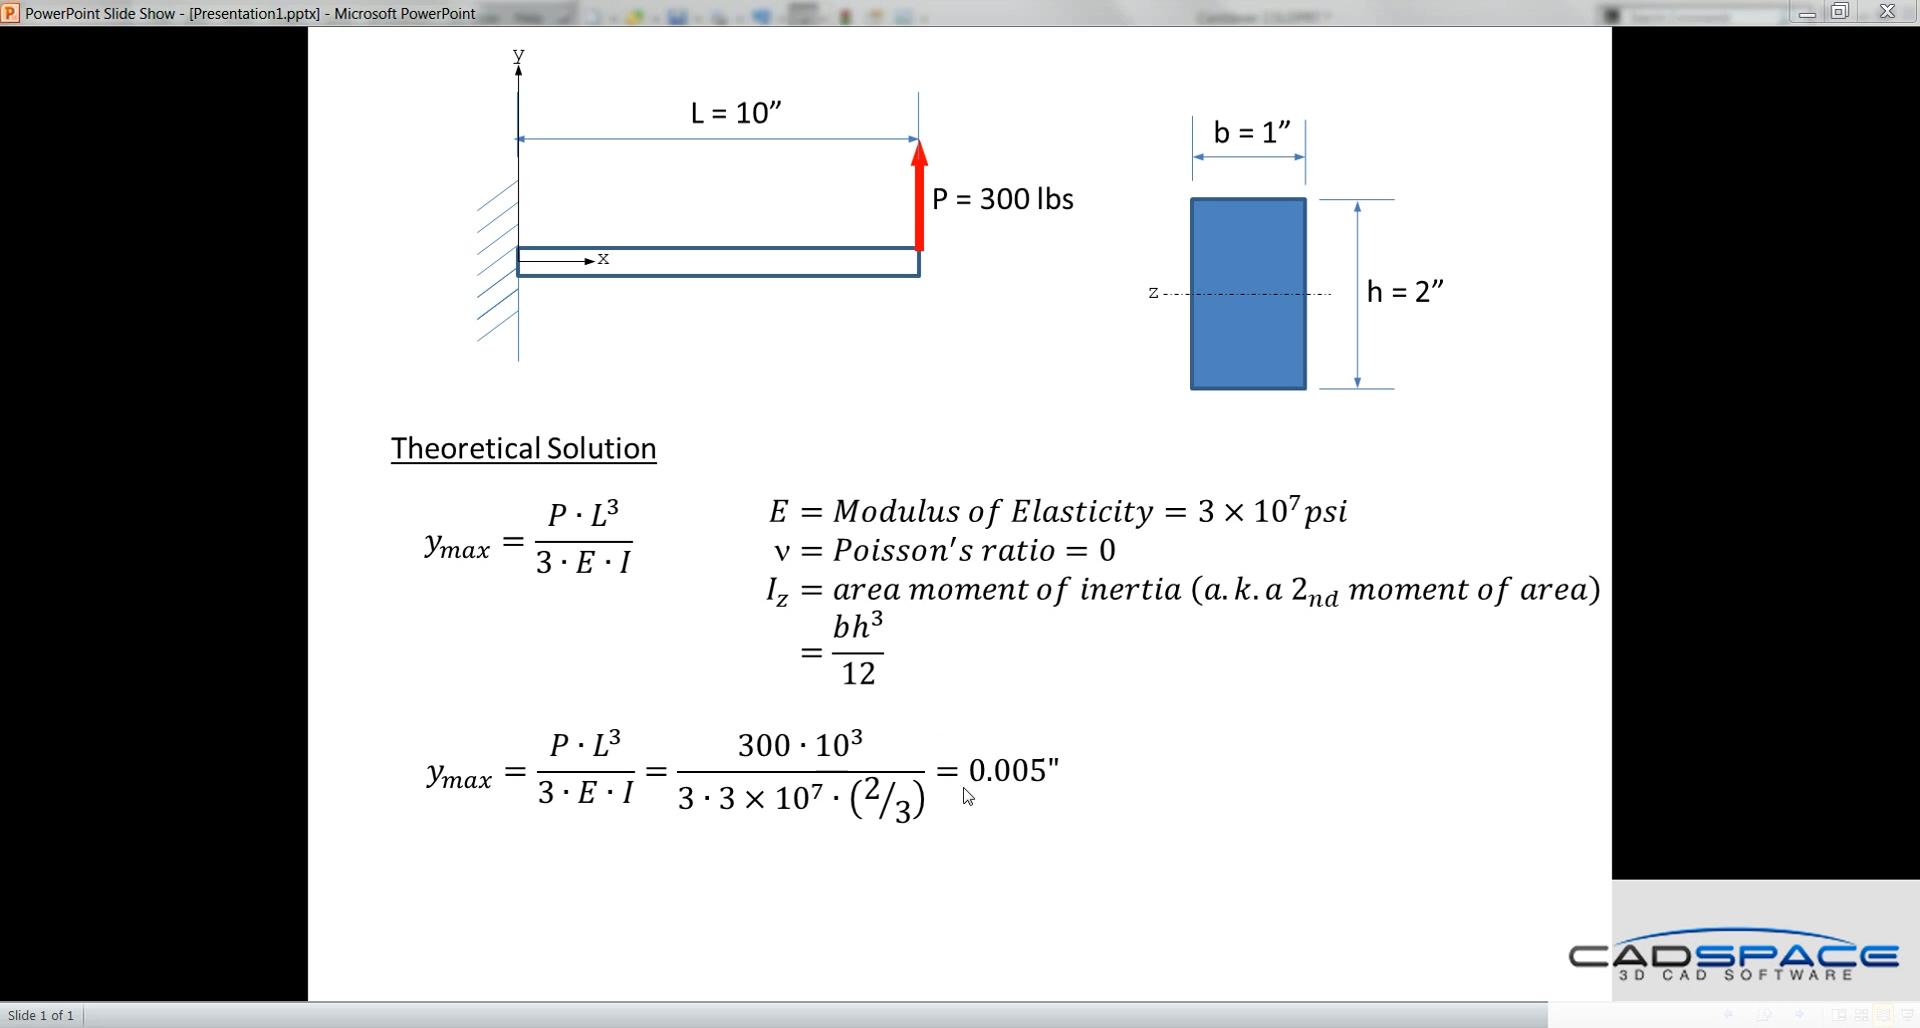 PowerPoint Slide Show - [Presentation1.pptx] - Microsoft PowerPoint
y
L = 10”
b = 1”
P = 300 lbs
x
z
h = 2”
Theoretical Solution
y_max = P · L³ / 3 · E · I
E = Modulus of Elasticity = 3 × 10⁷ psi
ν = Poisson′s ratio = 0
I_z = area moment of inertia (a.k.a 2_nd moment of area)
= bh³ / 12
y_max = P · L³ / 3 · E · I = 300 · 10³ / 3 · 3 × 10⁷ · (2/3) = 0.005"
CADSPACE
3D CAD SOFTWARE
Slide 1 of 1